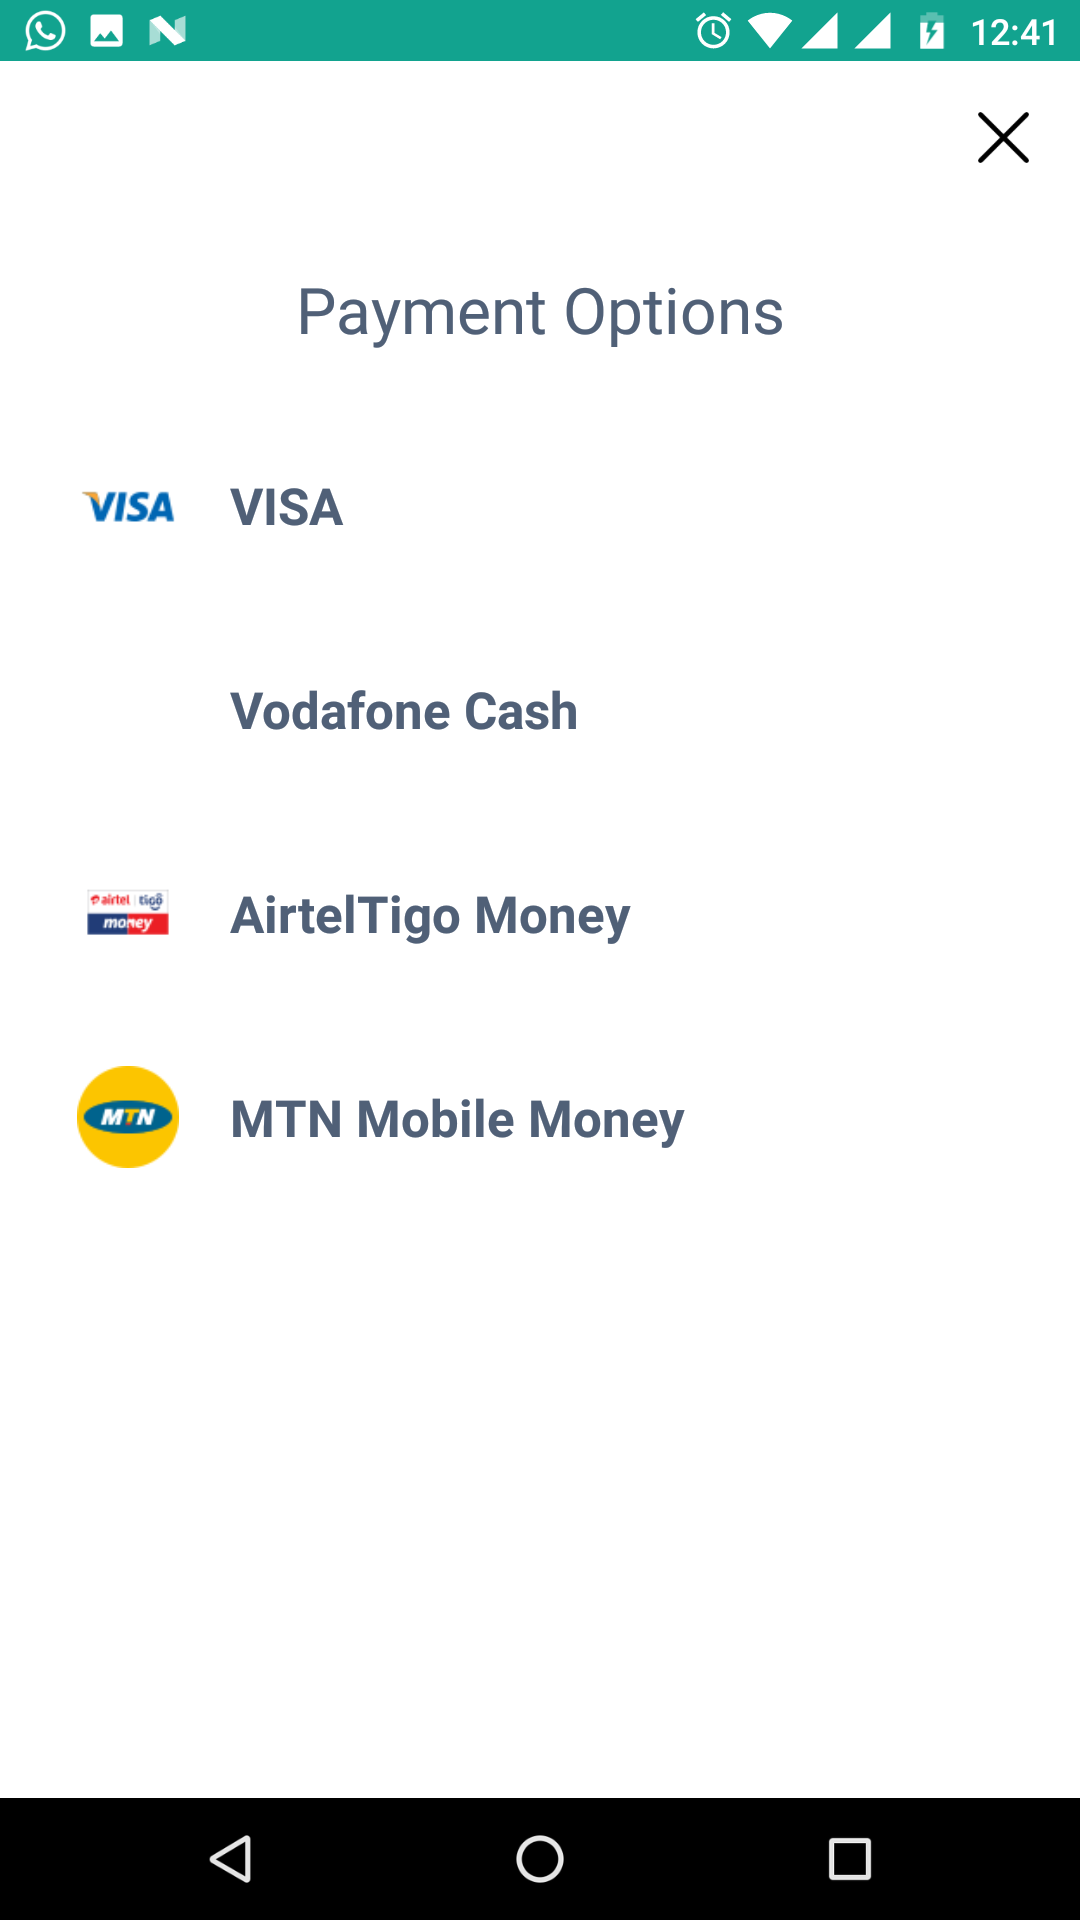 12:41
Payment Options
VISA VISA
Vodafone Cash
airtel tigo
money
AirtelTigo Money
MTN MTN Mobile Money